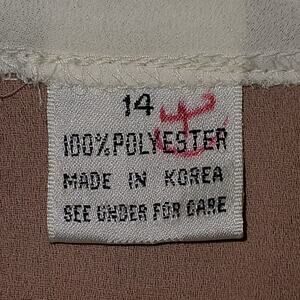 14
100% POLYESTER
MADE IN KOREA
SEE UNDER FOR CARE